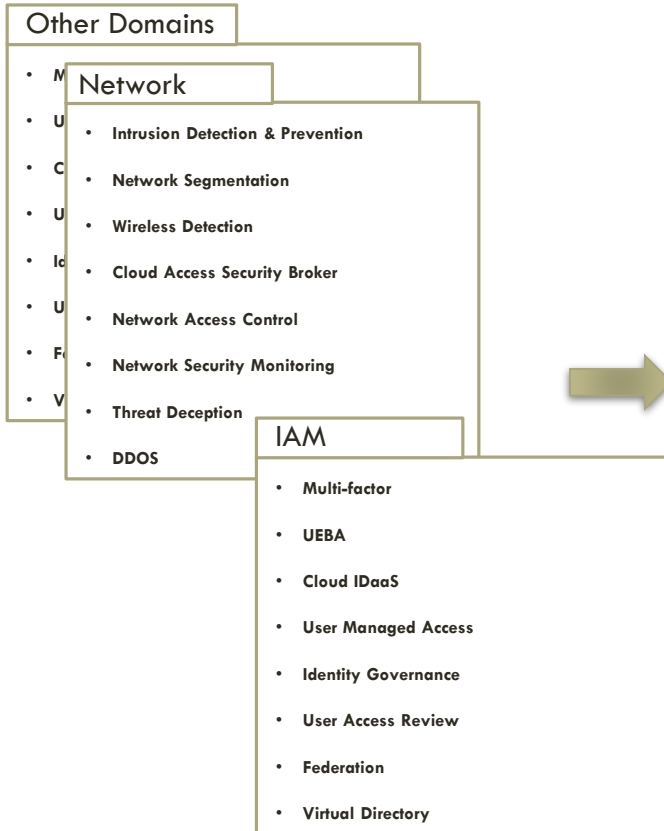 Other Domains
Network
• Intrusion Detection & Prevention
• Network Segmentation
• Wireless Detection
• Cloud Access Security Broker
• Network Access Control
• Network Security Monitoring
• Threat Deception
• DDOS
IAM
• Multi-factor
• UEBA
• Cloud IDaaS
• User Managed Access
• Identity Governance
• User Access Review
• Federation
• Virtual Directory